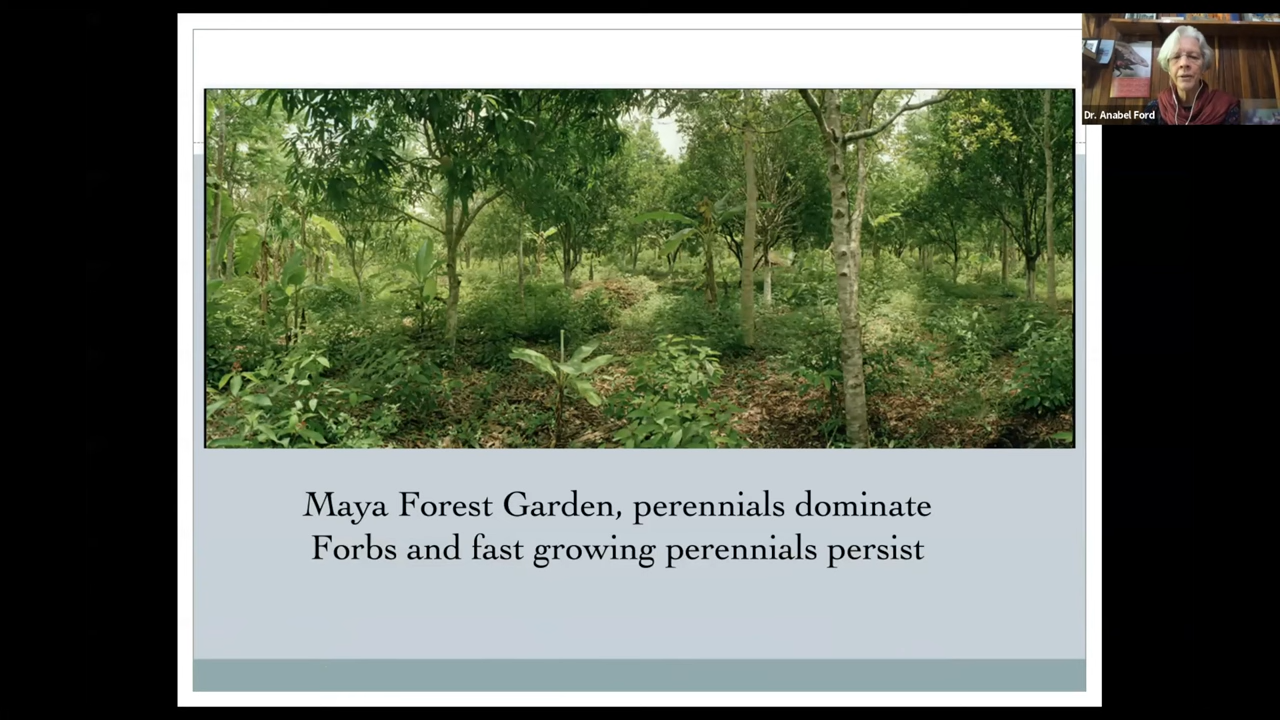 Dr. Anabel Ford
Maya Forest Garden, perennials dominate
Forbs and fast growing perennials persist